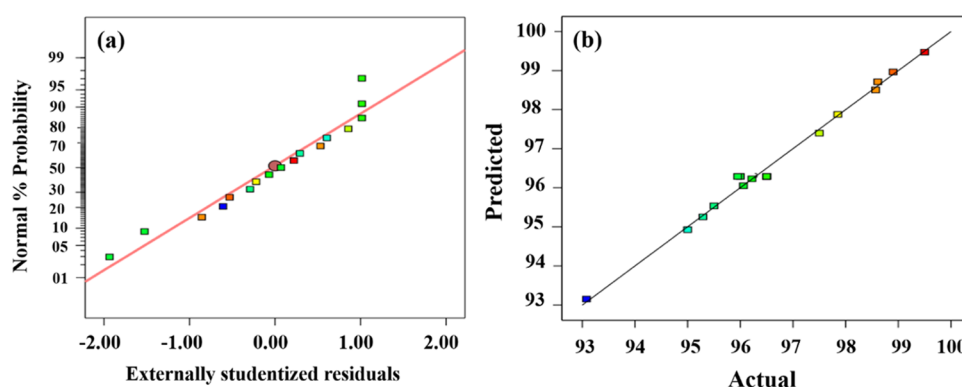 (a)
Normal % Probability
99
95
90
80
70
50
30
20
10
05
01
-2.00 -1.00 0.00 1.00 2.00
Externally studentized residuals
(b)
Predicted
100
99
98
97
96
95
94
93
93 94 95 96 97 98 99 100
Actual